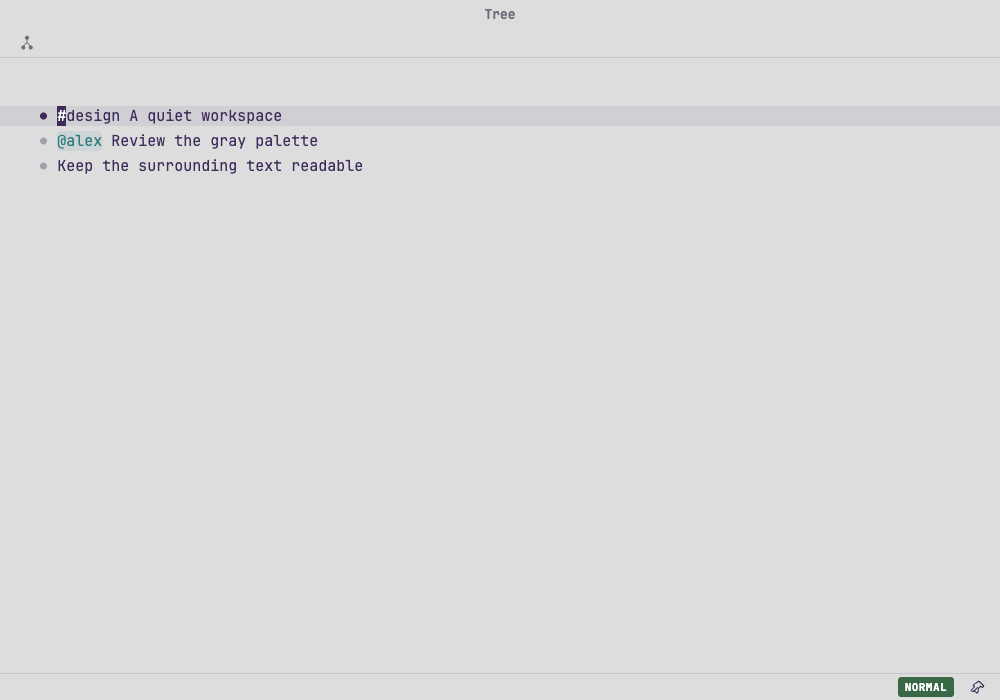 Tree
#design A quiet workspace
@alex Review the gray palette
Keep the surrounding text readable
NORMAL